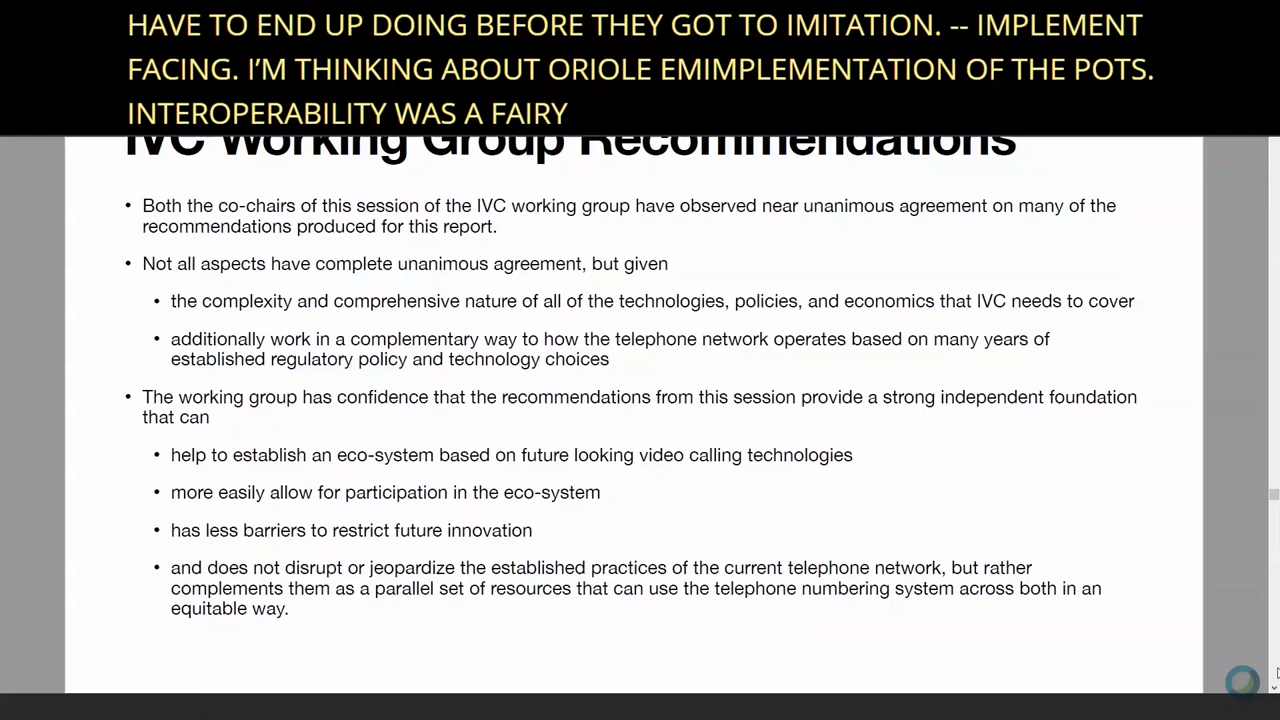 HAVE TO END UP DOING BEFORE THEY GOT TO IMITATION. -- IMPLEMENT
FACING. I'M THINKING ABOUT ORIOLE EMIMPLEMENTATION OF THE POTS.
INTEROPERABILITY WAS A FAIRY
IVC Working Group Recommendations
• Both the co-chairs of this session of the IVC working group have observed near unanimous agreement on many of the
recommendations produced for this report.
• Not all aspects have complete unanimous agreement, but given
• the complexity and comprehensive nature of all of the technologies, policies, and economics that IVC needs to cover
• additionally work in a complementary way to how the telephone network operates based on many years of
established regulatory policy and technology choices
• The working group has confidence that the recommendations from this session provide a strong independent foundation
that can
• help to establish an eco-system based on future looking video calling technologies
• more easily allow for participation in the eco-system
• has less barriers to restrict future innovation
• and does not disrupt or jeopardize the established practices of the current telephone network, but rather
complements them as a parallel set of resources that can use the telephone numbering system across both in an
equitable way.